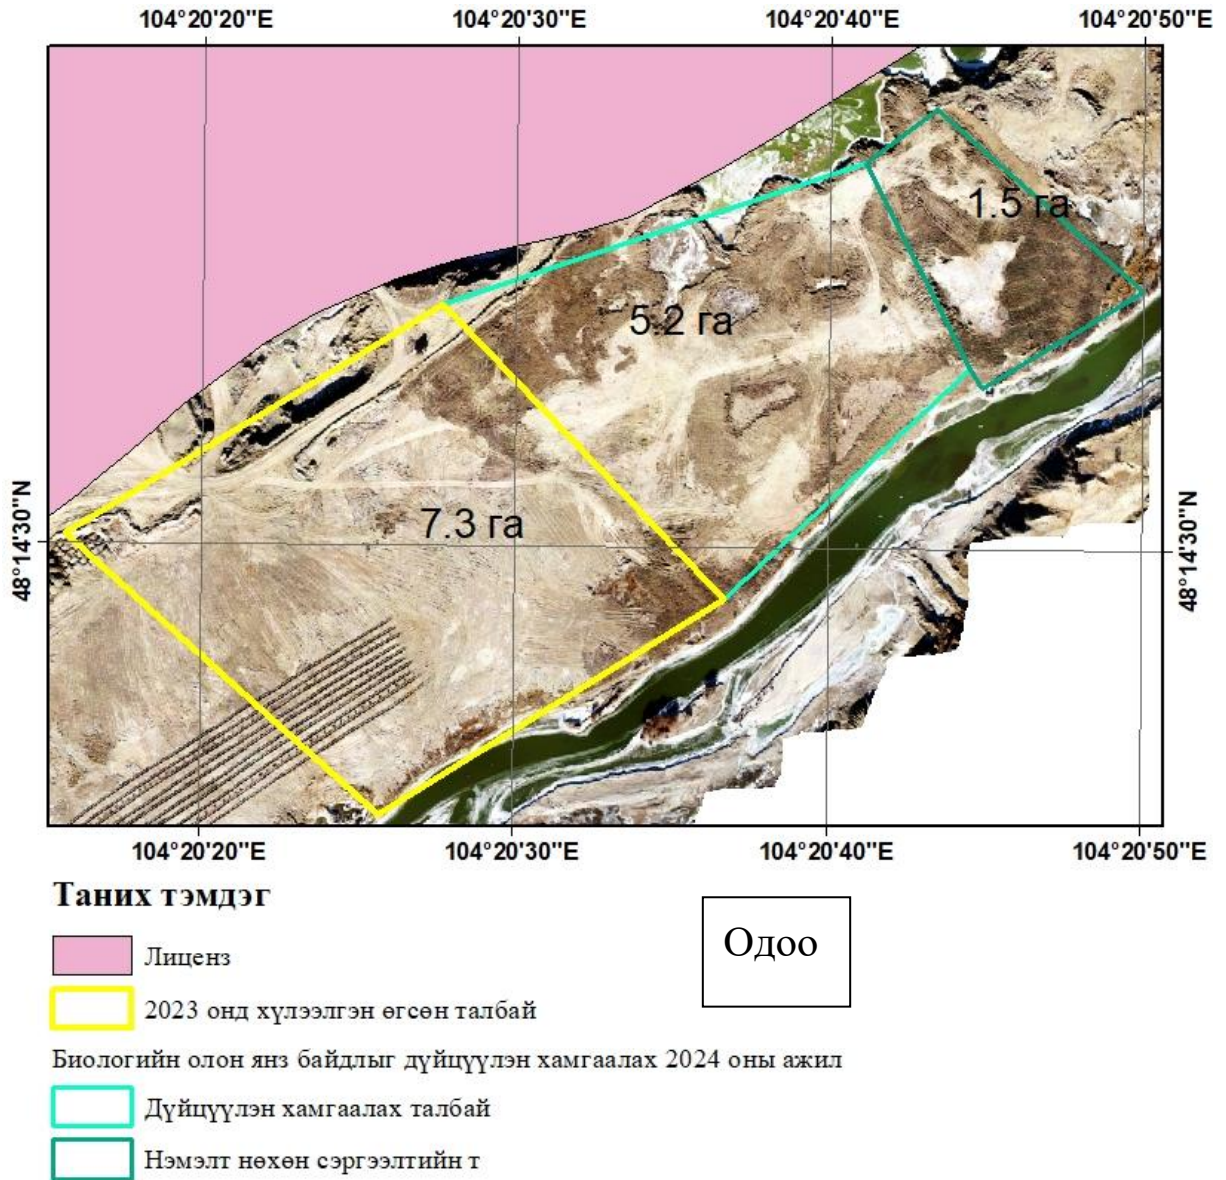 104°20'20"E 104°20'30"E 104°20'40"E 104°20'50"E
1.5 га
5.2 га
7.3 га
48°14'30"N
48°14'30"N
104°20'20"E 104°20'30"E 104°20'40"E 104°20'50"E
Таних тэмдэг
Лиценз
Одоо
2023 онд хүлээлгэн өгсөн талбай
Биологийн олон янз байдлыг дүйцүүлэн хамгаалах 2024 оны ажил
Дүйцүүлэн хамгаалах талбай
Нэмэлт нөхөн сэргээлтийн т